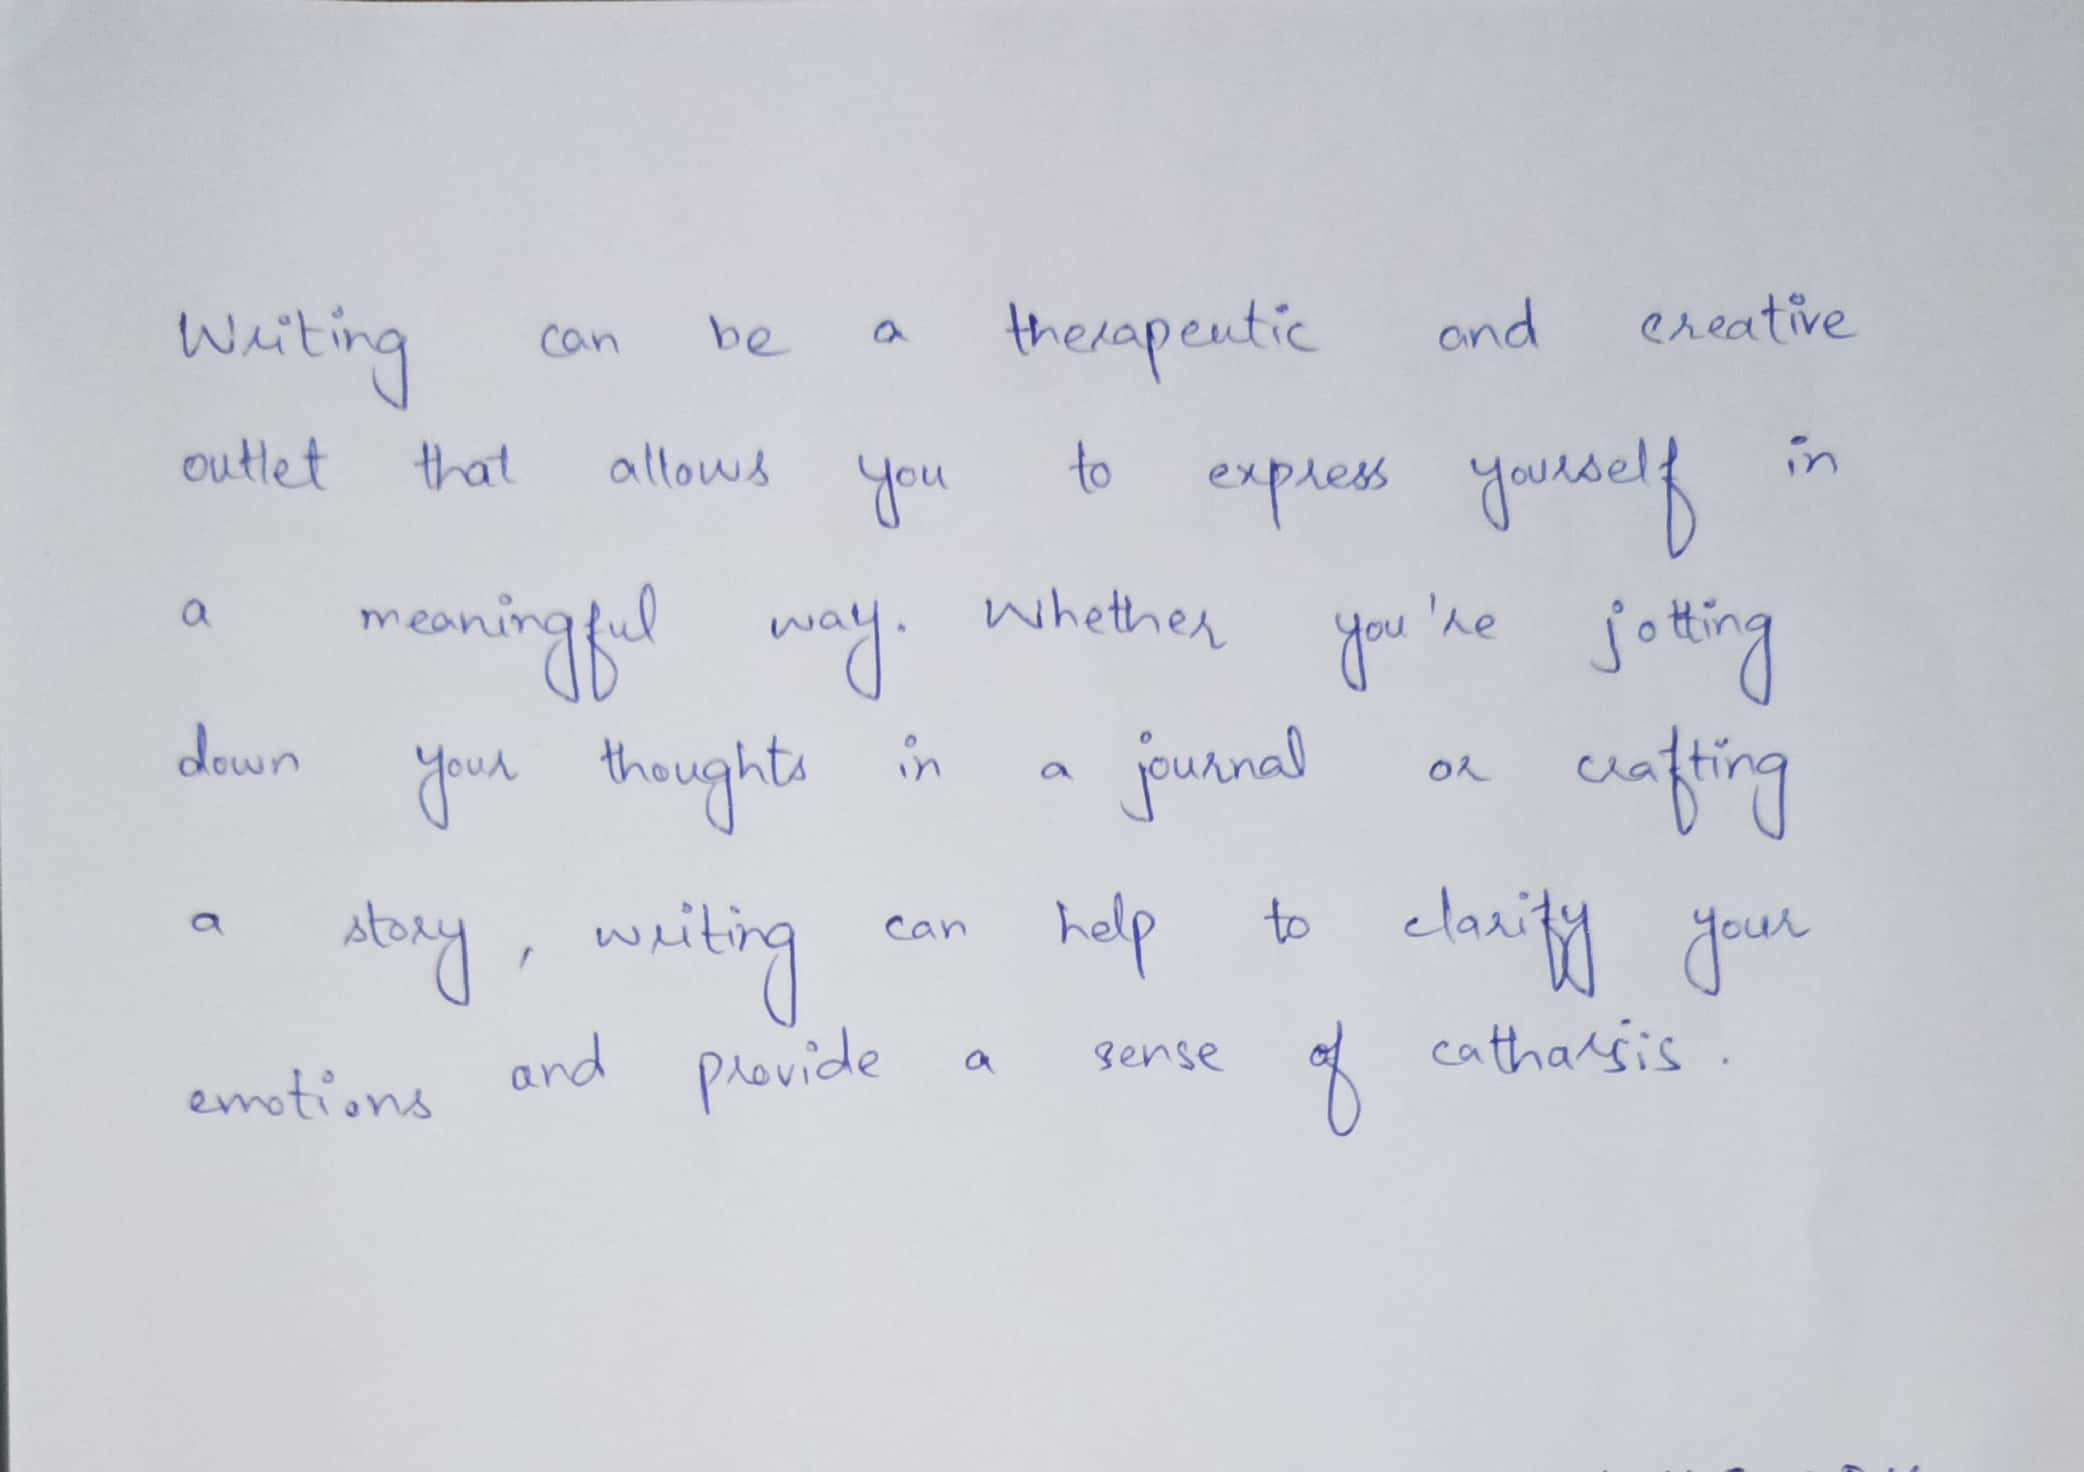 Writing can be a therapeutic and creative
outlet that allows you to express yourself in
a meaningful way. Whether you're jotting
down your thoughts in a journal or crafting
a story, writing can help to clarify your
emotions and provide a sense of catharsis.